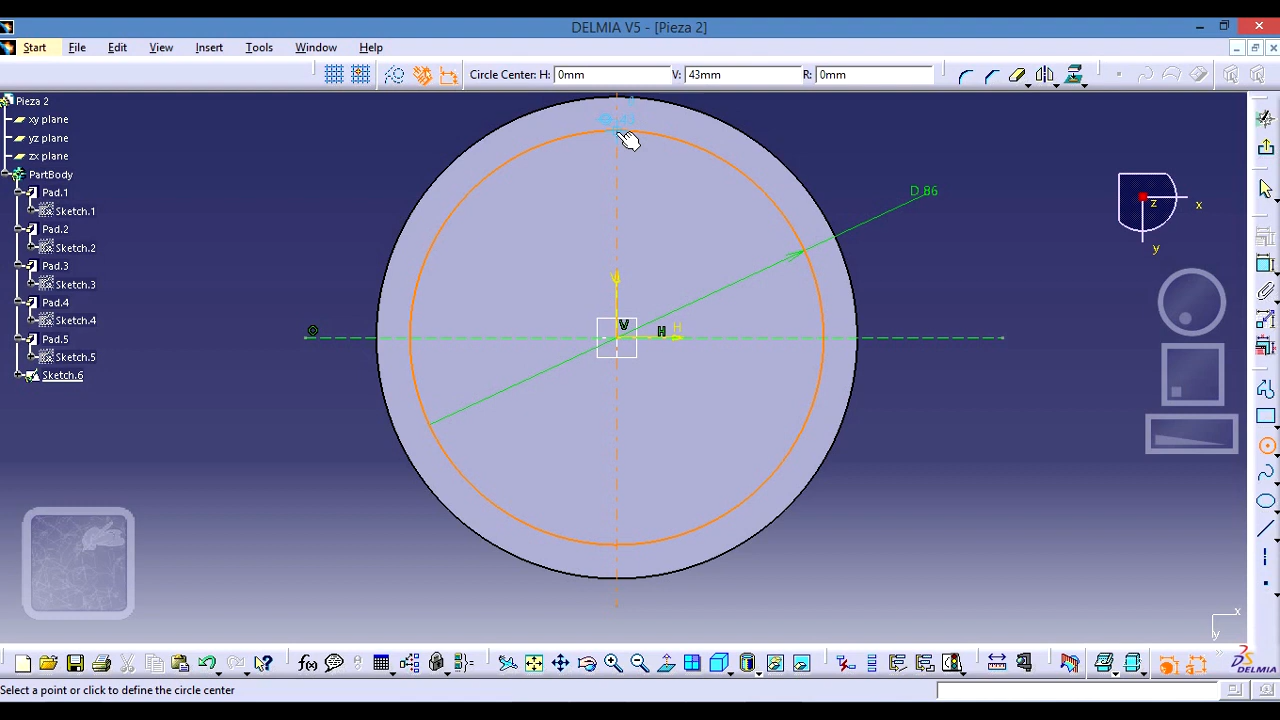 DELMIA V5 - [Pieza 2]
Start File Edit View Insert Tools Window Help
Circle Center: H: 0mm V: 43mm R: 0mm
Pieza 2
xy plane
yz plane
zx plane
PartBody
Pad.1
Sketch.1
Pad.2
Sketch.2
Pad.3
Sketch.3
Pad.4
Sketch.4
Pad.5
Sketch.5
Sketch.6
43
D 86
V
H
H
z
x
y
x
y
f(x)
DELMIA
Select a point or click to define the circle center